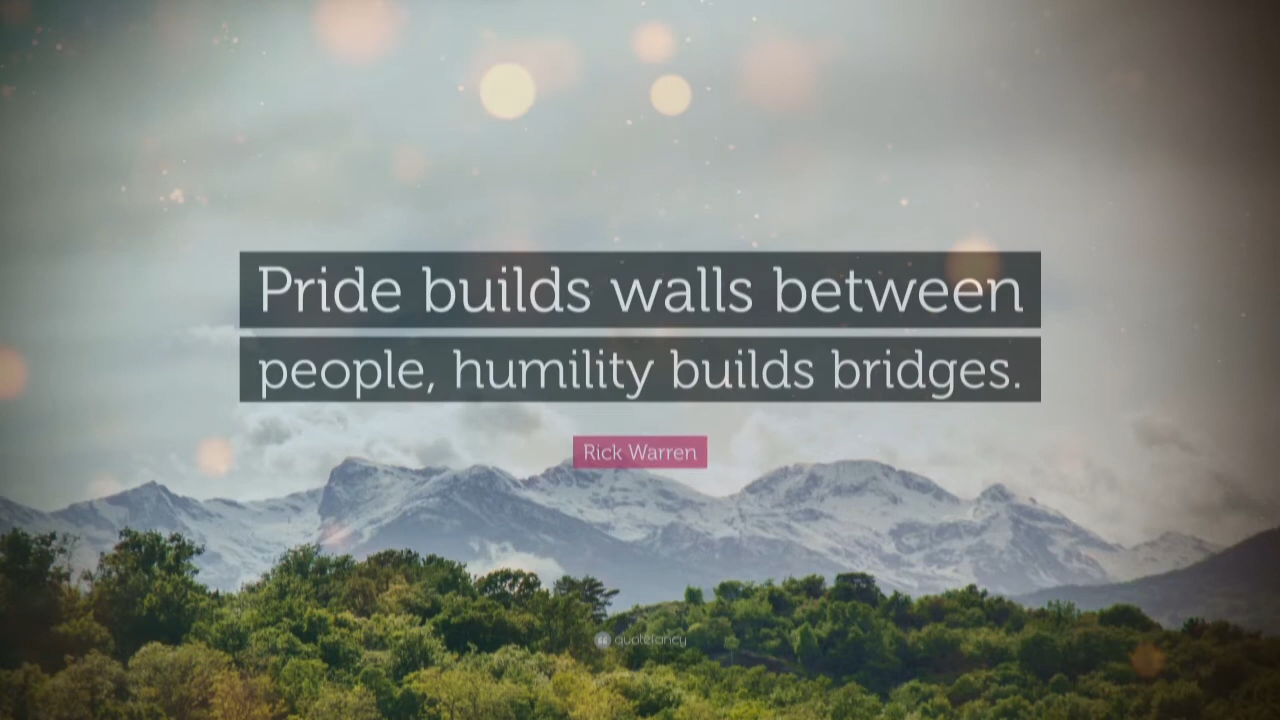 Pride builds walls between
people, humility builds bridges.
Rick Warren
quotefancy